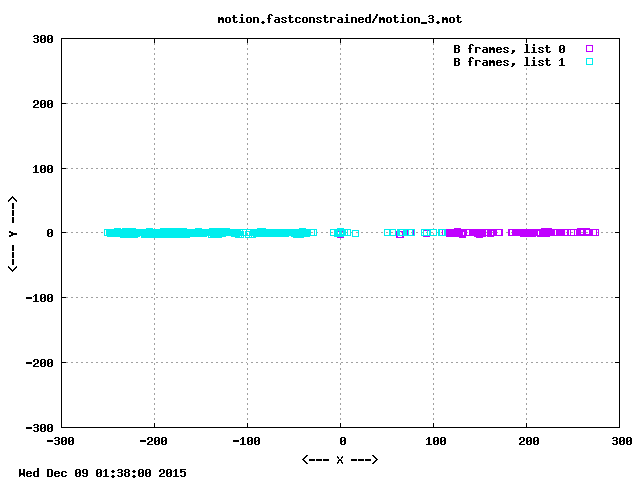 motion.fastconstrained/motion_3.mot
B frames, list 0
B frames, list 1
300
200
100
0
-100
-200
-300
<--- Y --->
-300 -200 -100 0 100 200 300
<--- X --->
Wed Dec 09 01:38:00 2015